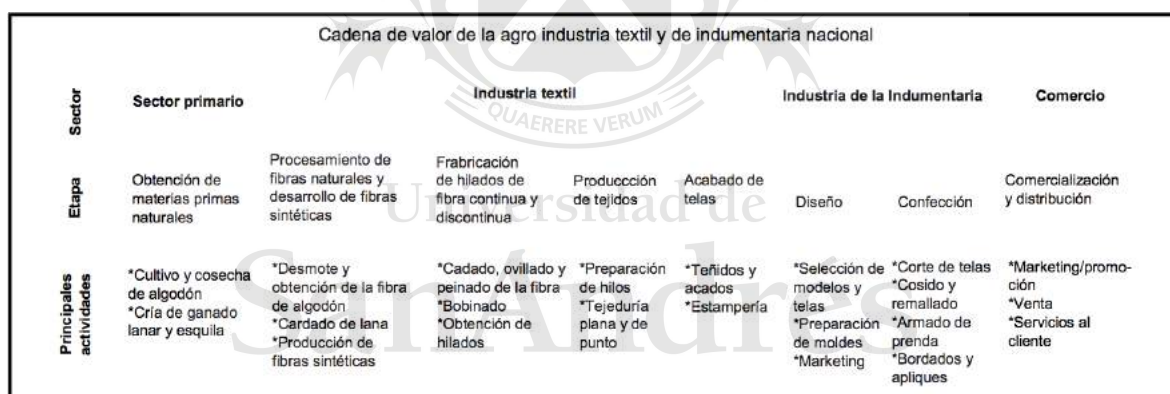 Cadena de valor de la agro industria textil y de indumentaria nacional
Sector
Sector primario
Industria textil
Industria de la Indumentaria
Comercio
QUAERERE VERUM
Etapa
Obtención de
materias primas
naturales
Procesamiento de
fibras naturales y
desarrollo de fibras
sintéticas
Frabricación
de hilados de
fibra continua y
discontinua
Produccción
de tejidos
Acabado de
telas
Diseño
Confección
Comercialización
y distribución
Universidad de
SanAndrés
Principales
actividades
*Cultivo y cosecha
de algodón
*Cría de ganado
lanar y esquila
*Desmote y
obtención de la fibra
de algodón
*Cardado de lana
*Producción de
fibras sintéticas
*Cadado, ovillado y
peinado de la fibra
*Bobinado
*Obtención de
hilados
*Preparación
de hilos
*Tejeduría
plana y de
punto
*Teñidos y
acados
*Estampería
*Selección de
modelos y
telas
*Preparación
de moldes
*Marketing
*Corte de telas
*Cosido y
remallado
*Armado de
prenda
*Bordados y
apliques
*Marketing/promo-
ción
*Venta
*Servicios al
cliente